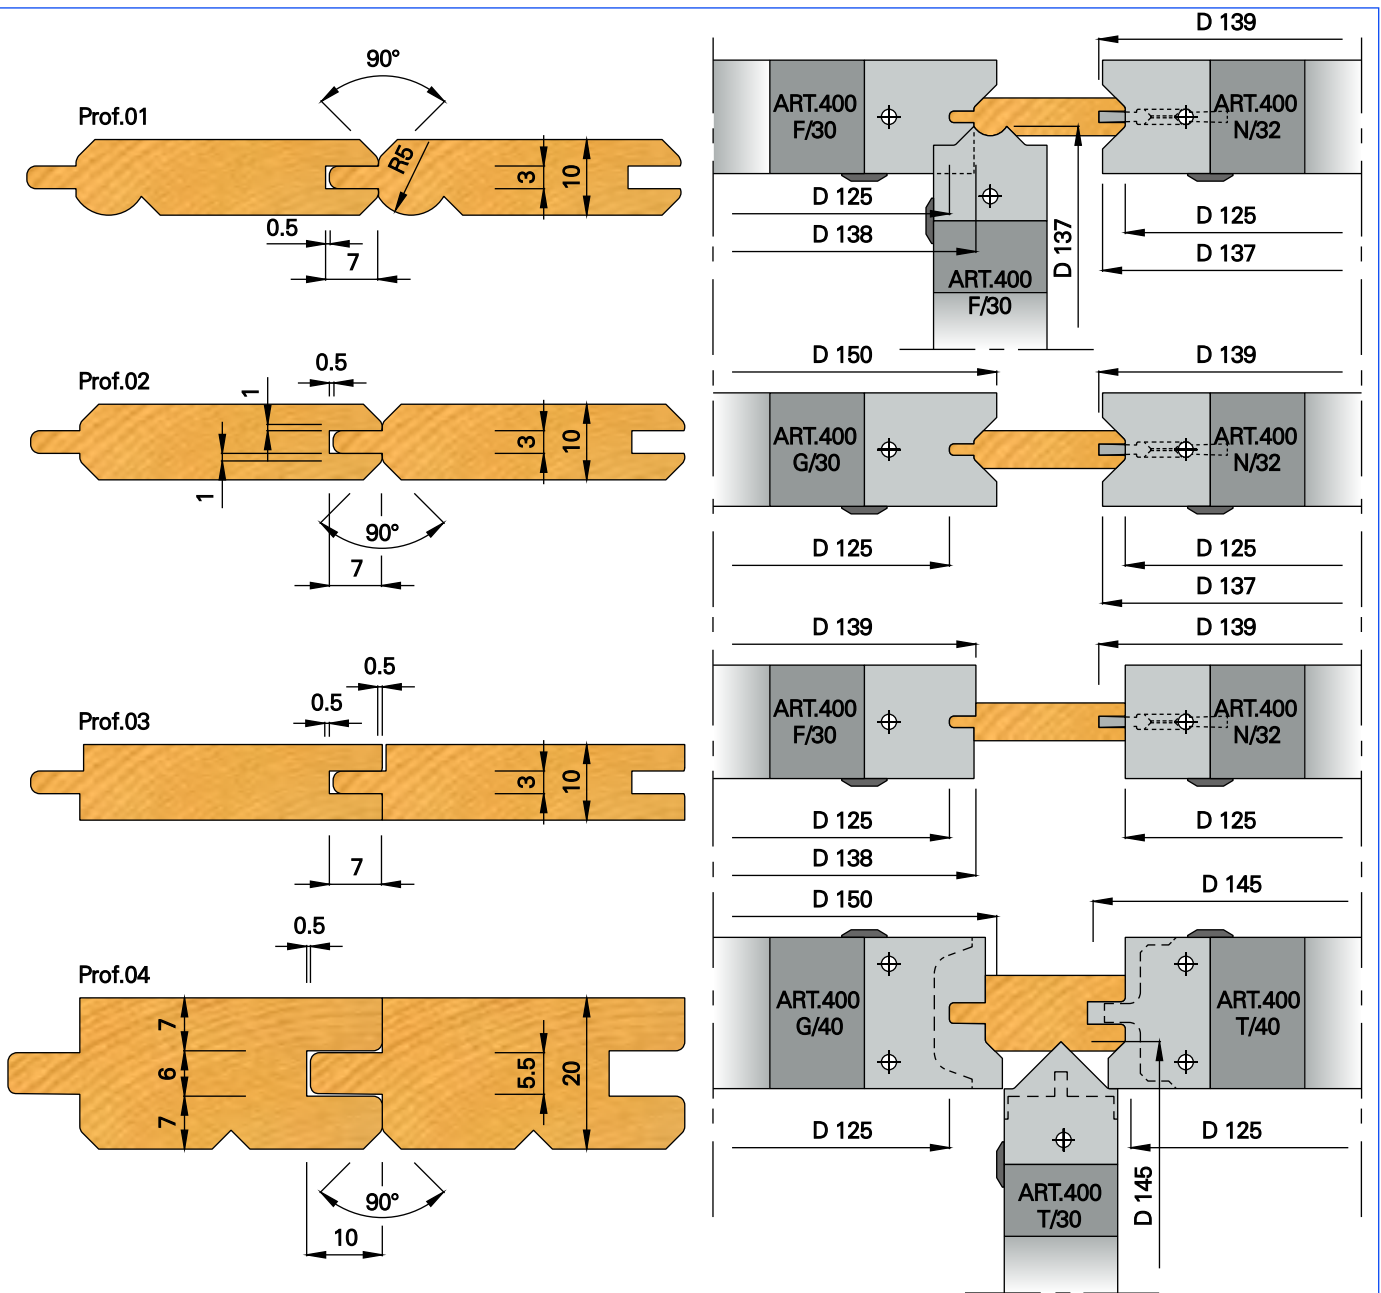 Prof.01
90°
R5
3
10
0.5
7
D 139
ART.400
F/30
ART.400
N/32
D 125
D 138
D 137
D 125
D 137
ART.400
F/30
Prof.02
0.5
1
1
3
10
90°
7
D 150
D 139
ART.400
G/30
ART.400
N/32
D 125
D 125
D 137
Prof.03
0.5
0.5
3
10
7
D 139
D 139
ART.400
F/30
ART.400
N/32
D 125
D 125
D 138
Prof.04
0.5
7
6
7
5.5
20
90°
10
D 150
D 145
ART.400
G/40
ART.400
T/40
D 125
D 125
D 145
ART.400
T/30